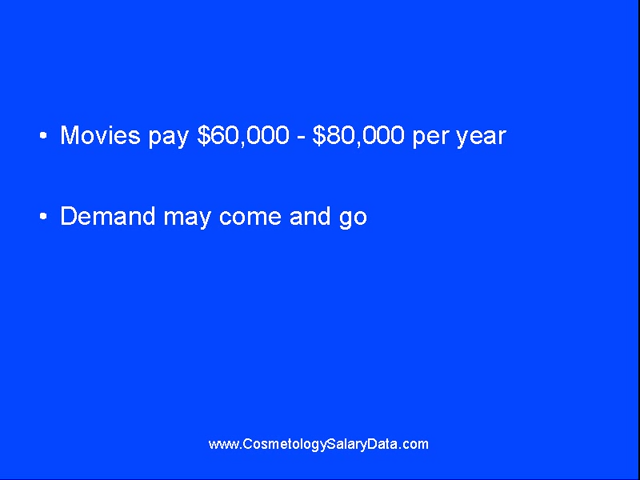 • Movies pay $60,000 - $80,000 per year
• Demand may come and go
www.CosmetologySalaryData.com